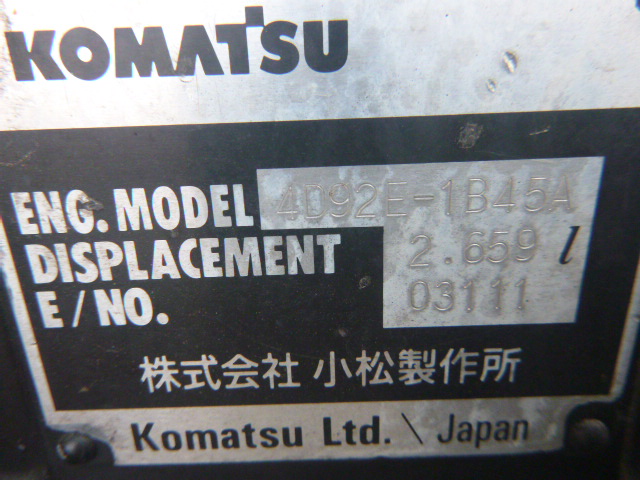 KOMATSU
ENG. MODEL 4D92E-1B45A
DISPLACEMENT 2.659 l
E/NO. 03111
株式会社 小松製作所
Komatsu Ltd. \ Japan